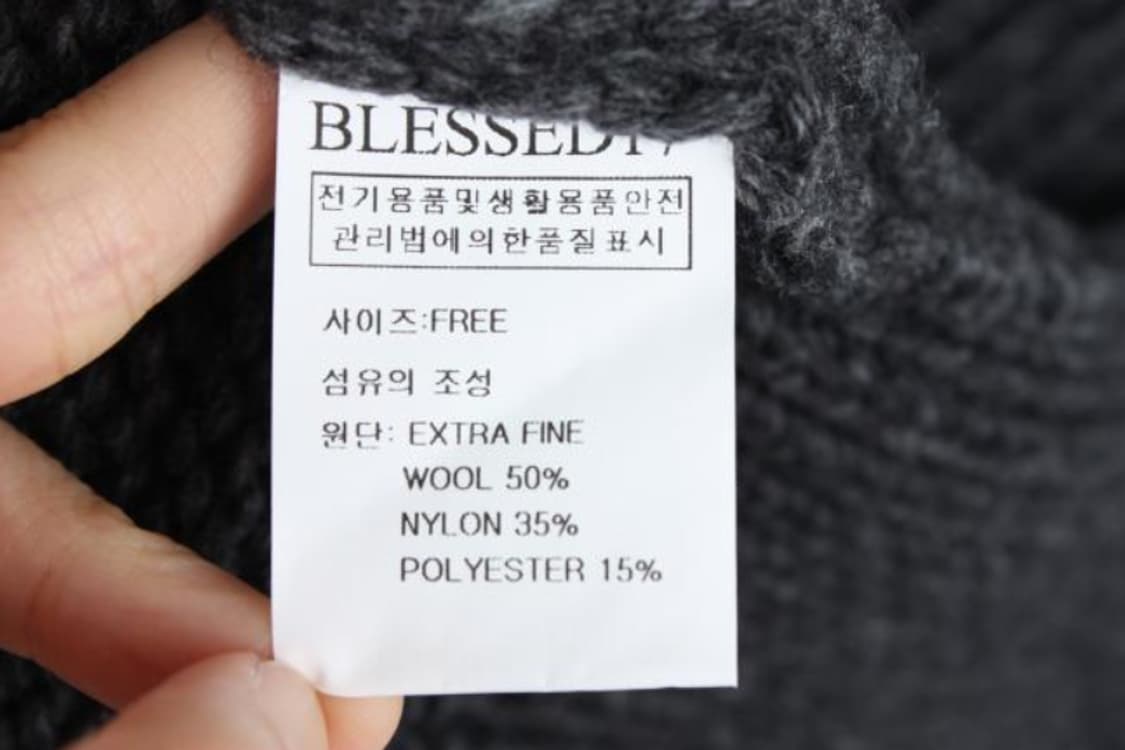 BLESSED17
전기용품및생활용품안전
관리법에의한품질표시
사이즈:FREE
섬유의 조성
원단: EXTRA FINE
WOOL 50%
NYLON 35%
POLYESTER 15%